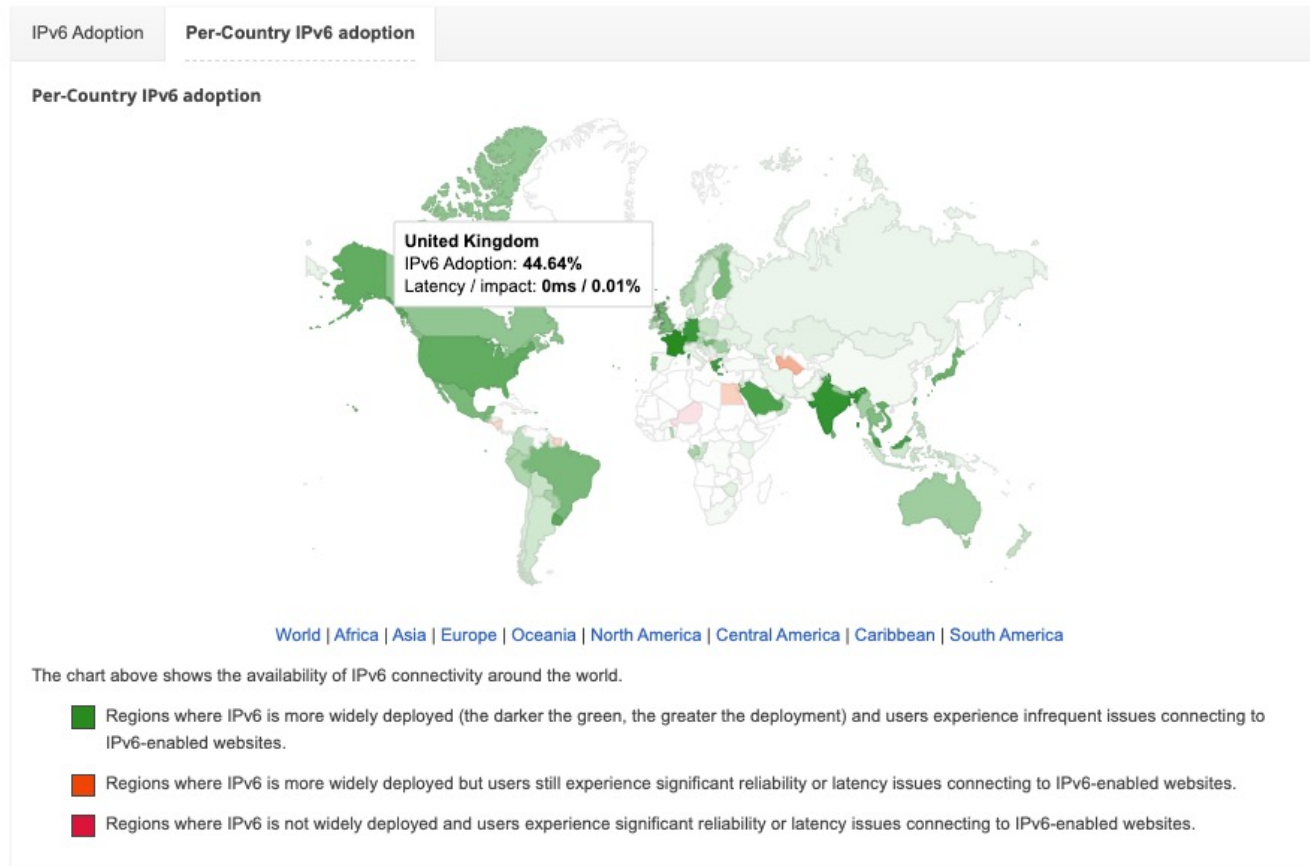 IPv6 Adoption
Per-Country IPv6 adoption
Per-Country IPv6 adoption
United Kingdom
IPv6 Adoption: 44.64%
Latency / impact: 0ms / 0.01%
World | Africa | Asia | Europe | Oceania | North America | Central America | Caribbean | South America
The chart above shows the availability of IPv6 connectivity around the world.
Regions where IPv6 is more widely deployed (the darker the green, the greater the deployment) and users experience infrequent issues connecting to
IPv6-enabled websites.
Regions where IPv6 is more widely deployed but users still experience significant reliability or latency issues connecting to IPv6-enabled websites.
Regions where IPv6 is not widely deployed and users experience significant reliability or latency issues connecting to IPv6-enabled websites.